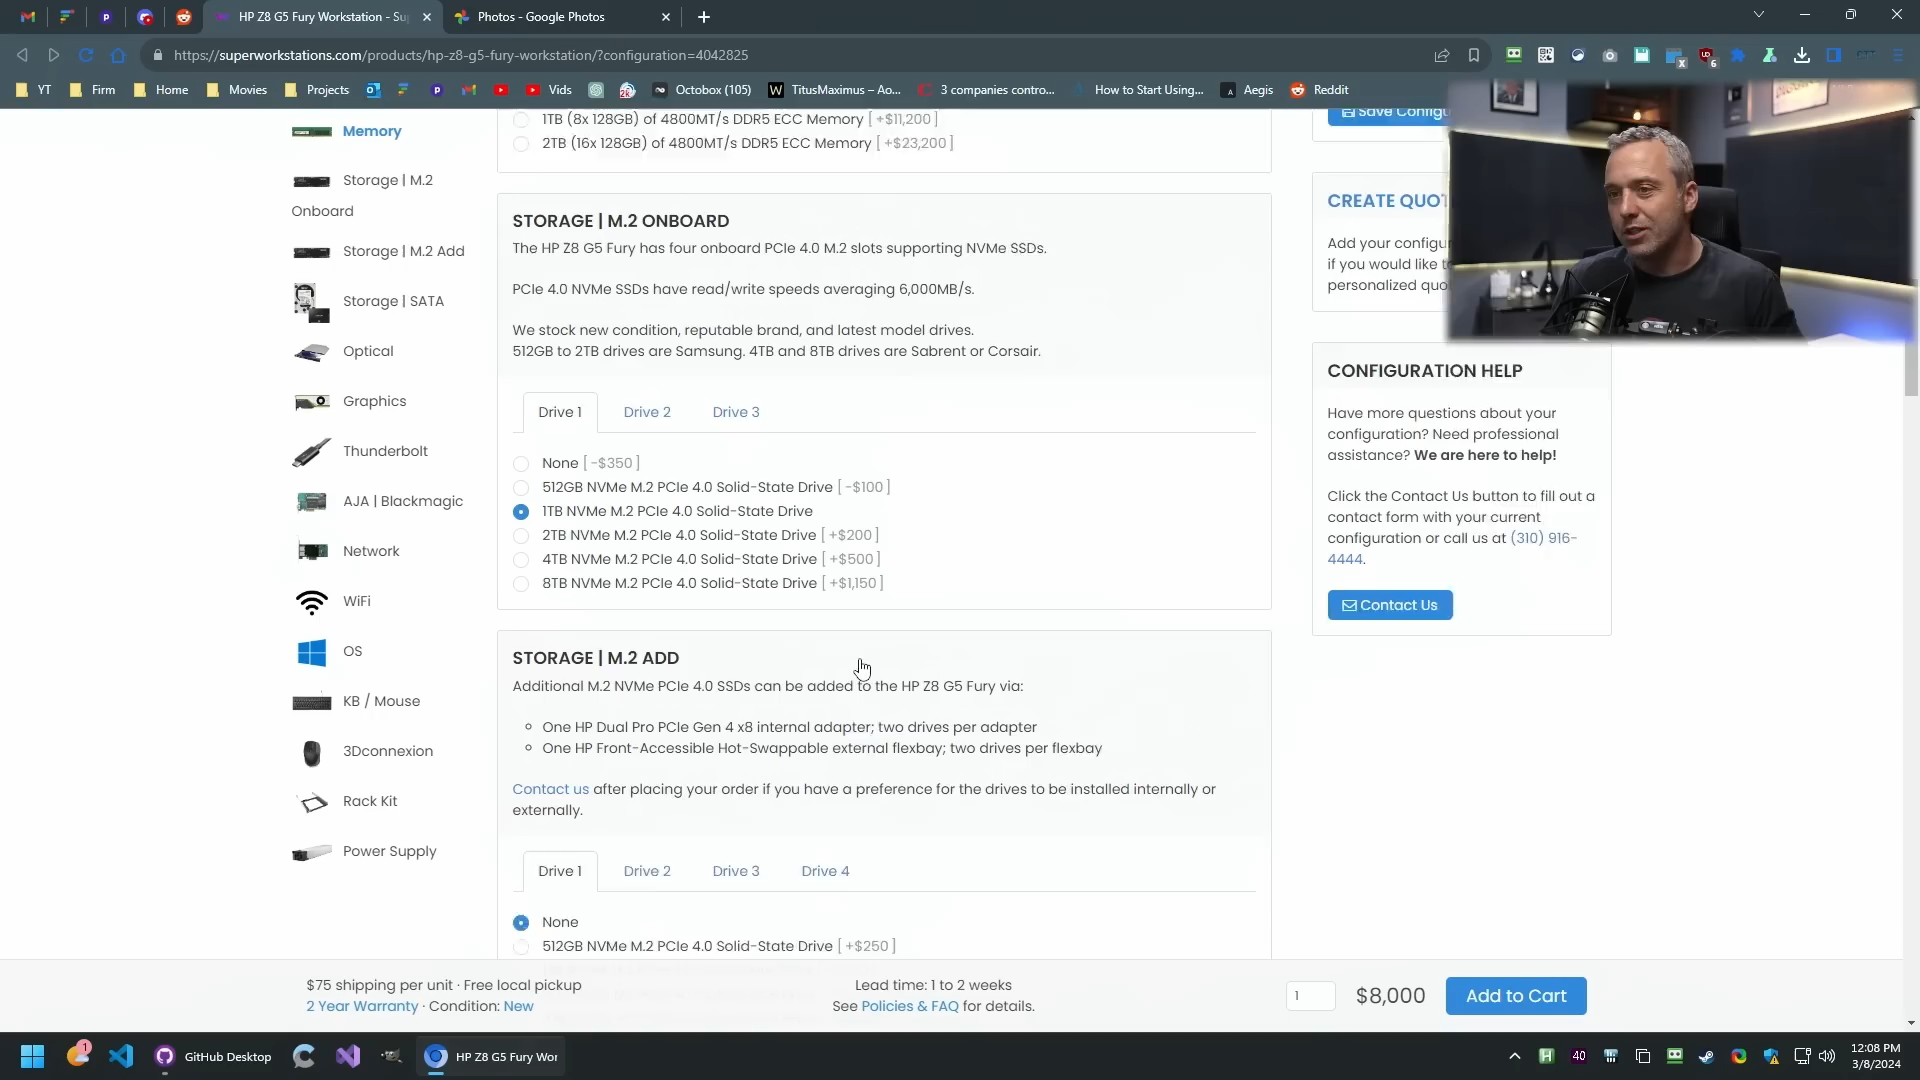 HP Z8 G5 Fury Workstation - Su
Photos - Google Photos
https://superworkstations.com/products/hp-z8-g5-fury-workstation/?configuration=4042825
YT
Firm
Home
Movies
Projects
Vids
Octobox (105)
TitusMaximus – Ao...
3 companies contro...
How to Start Using...
Aegis
Reddit
Memory
Storage | M.2
Onboard
Storage | M.2 Add
Storage | SATA
Optical
Graphics
Thunderbolt
AJA | Blackmagic
Network
WiFi
OS
KB / Mouse
3Dconnexion
Rack Kit
Power Supply
1TB (8x 128GB) of 4800MT/s DDR5 ECC Memory [ +$11,200 ]
2TB (16x 128GB) of 4800MT/s DDR5 ECC Memory [ +$23,200 ]
STORAGE | M.2 ONBOARD
The HP Z8 G5 Fury has four onboard PCIe 4.0 M.2 slots supporting NVMe SSDs.
PCIe 4.0 NVMe SSDs have read/write speeds averaging 6,000MB/s.
We stock new condition, reputable brand, and latest model drives.
512GB to 2TB drives are Samsung. 4TB and 8TB drives are Sabrent or Corsair.
Drive 1 Drive 2 Drive 3
None [ -$350 ]
512GB NVMe M.2 PCIe 4.0 Solid-State Drive [ -$100 ]
1TB NVMe M.2 PCIe 4.0 Solid-State Drive
2TB NVMe M.2 PCIe 4.0 Solid-State Drive [ +$200 ]
4TB NVMe M.2 PCIe 4.0 Solid-State Drive [ +$500 ]
8TB NVMe M.2 PCIe 4.0 Solid-State Drive [ +$1,150 ]
STORAGE | M.2 ADD
Additional M.2 NVMe PCIe 4.0 SSDs can be added to the HP Z8 G5 Fury via:
One HP Dual Pro PCIe Gen 4 x8 internal adapter; two drives per adapter
One HP Front-Accessible Hot-Swappable external flexbay; two drives per flexbay
Contact us after placing your order if you have a preference for the drives to be installed internally or
externally.
Drive 1 Drive 2 Drive 3 Drive 4
None
512GB NVMe M.2 PCIe 4.0 Solid-State Drive [ +$250 ]
Save Configu
CREATE QUO
Add your configu
if you would like t
personalized quo
CONFIGURATION HELP
Have more questions about your
configuration? Need professional
assistance? We are here to help!
Click the Contact Us button to fill out a
contact form with your current
configuration or call us at (310) 916-
4444.
Contact Us
$75 shipping per unit · Free local pickup
2 Year Warranty · Condition: New
Lead time: 1 to 2 weeks
See Policies & FAQ for details.
1
$8,000
Add to Cart
1
GitHub Desktop
HP Z8 G5 Fury Wor
40
12:08 PM
3/8/2024